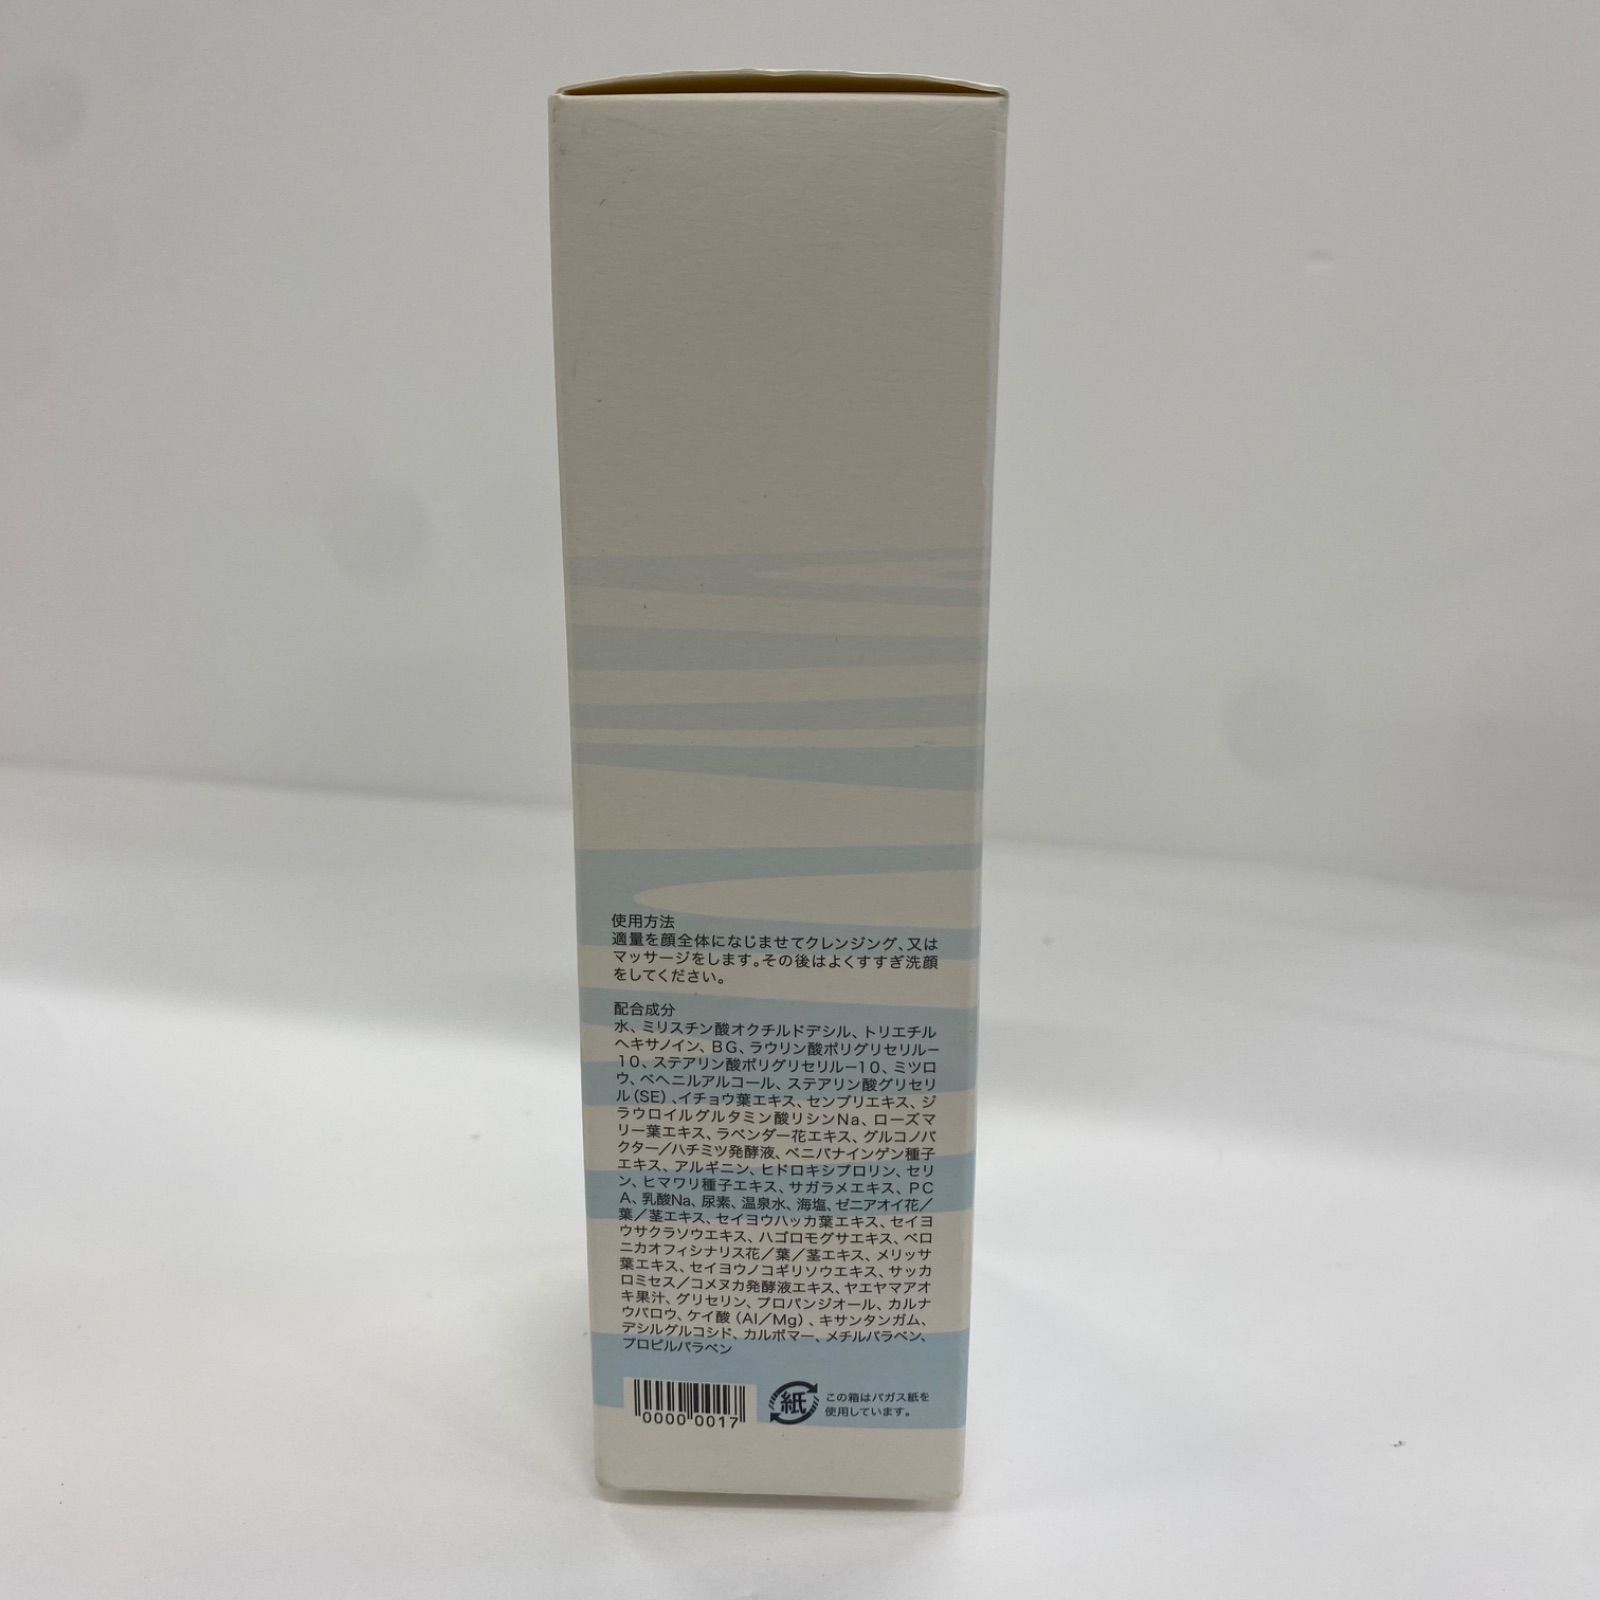 使用方法
適量を顔全体になじませてクレンジング、又は
マッサージをします。その後はよくすすぎ洗顔
をしてください。
配合成分
水、ミリスチン酸オクチルドデシル、トリエチル
ヘキサノイン、BG、ラウリン酸ポリグリセリル−
10、ステアリン酸ポリグリセリル−10、ミツロ
ウ、ベヘニルアルコール、ステアリン酸グリセリ
ル(SE)、イチョウ葉エキス、センブリエキス、ジ
ラウロイルグルタミン酸リシンNa、ローズマ
リー葉エキス、ラベンダー花エキス、グルコノバ
クター／ハチミツ発酵液、ベニバナインゲン種子
エキス、アルギニン、ヒドロキシプロリン、セリ
ン、ヒマワリ種子エキス、サガラメエキス、PC
A、乳酸Na、尿素、温泉水、海塩、ゼニアオイ花／
葉／茎エキス、セイヨウハッカ葉エキス、セイヨ
ウサクラソウエキス、ハゴロモグサエキス、ベロ
ニカオフィシナリス花／葉／茎エキス、メリッサ
葉エキス、セイヨウノコギリソウエキス、サッカ
ロミセス／コメヌカ発酵液エキス、ヤエヤマアオ
キ果汁、グリセリン、プロパンジオール、カルナ
ウバロウ、ケイ酸(Al／Mg)、キサンタンガム、
デシルグルコシド、カルボマー、メチルパラベン、
プロピルパラベン
0000 0017
紙
この箱はバガス紙を
使用しています。